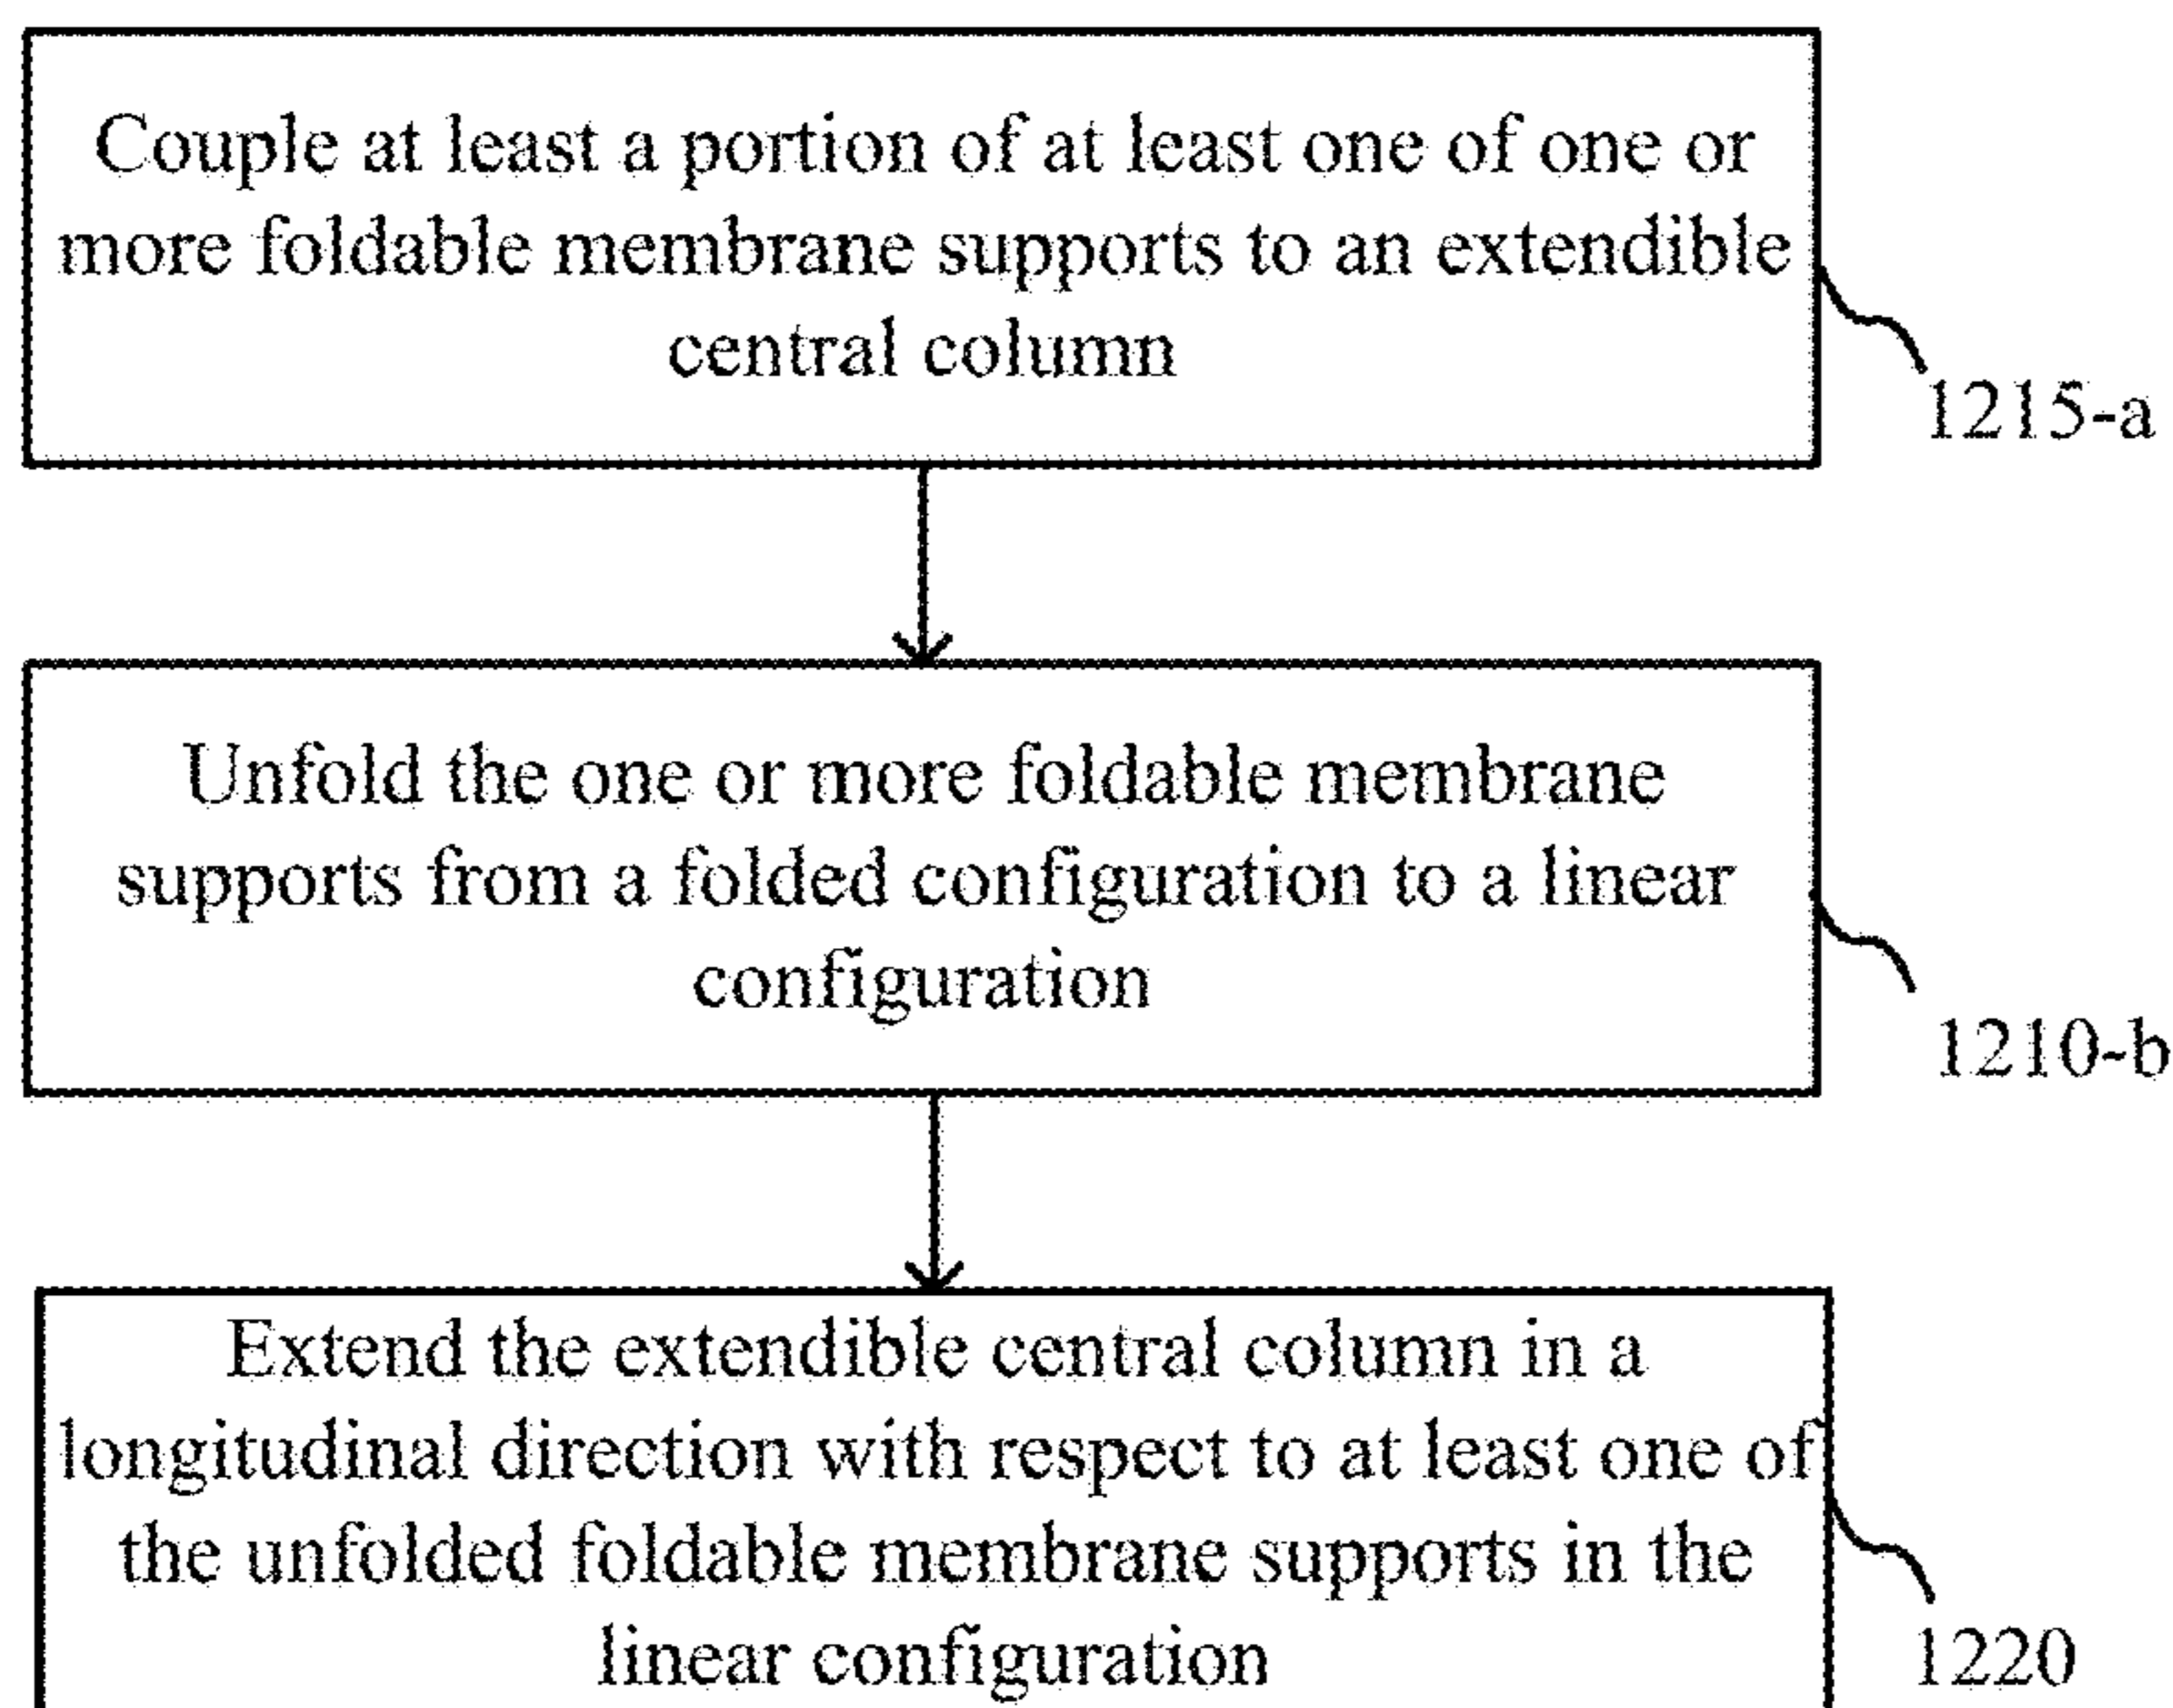 Couple at least a portion of at least one of one or
more foldable membrane supports to an extendible
central column
1215-a
Unfold the one or more foldable membrane
supports from a folded configuration to a linear
configuration
1210-b
Extend the extendible central column in a
longitudinal direction with respect to at least one of
the unfolded foldable membrane supports in the
linear configuration
1220